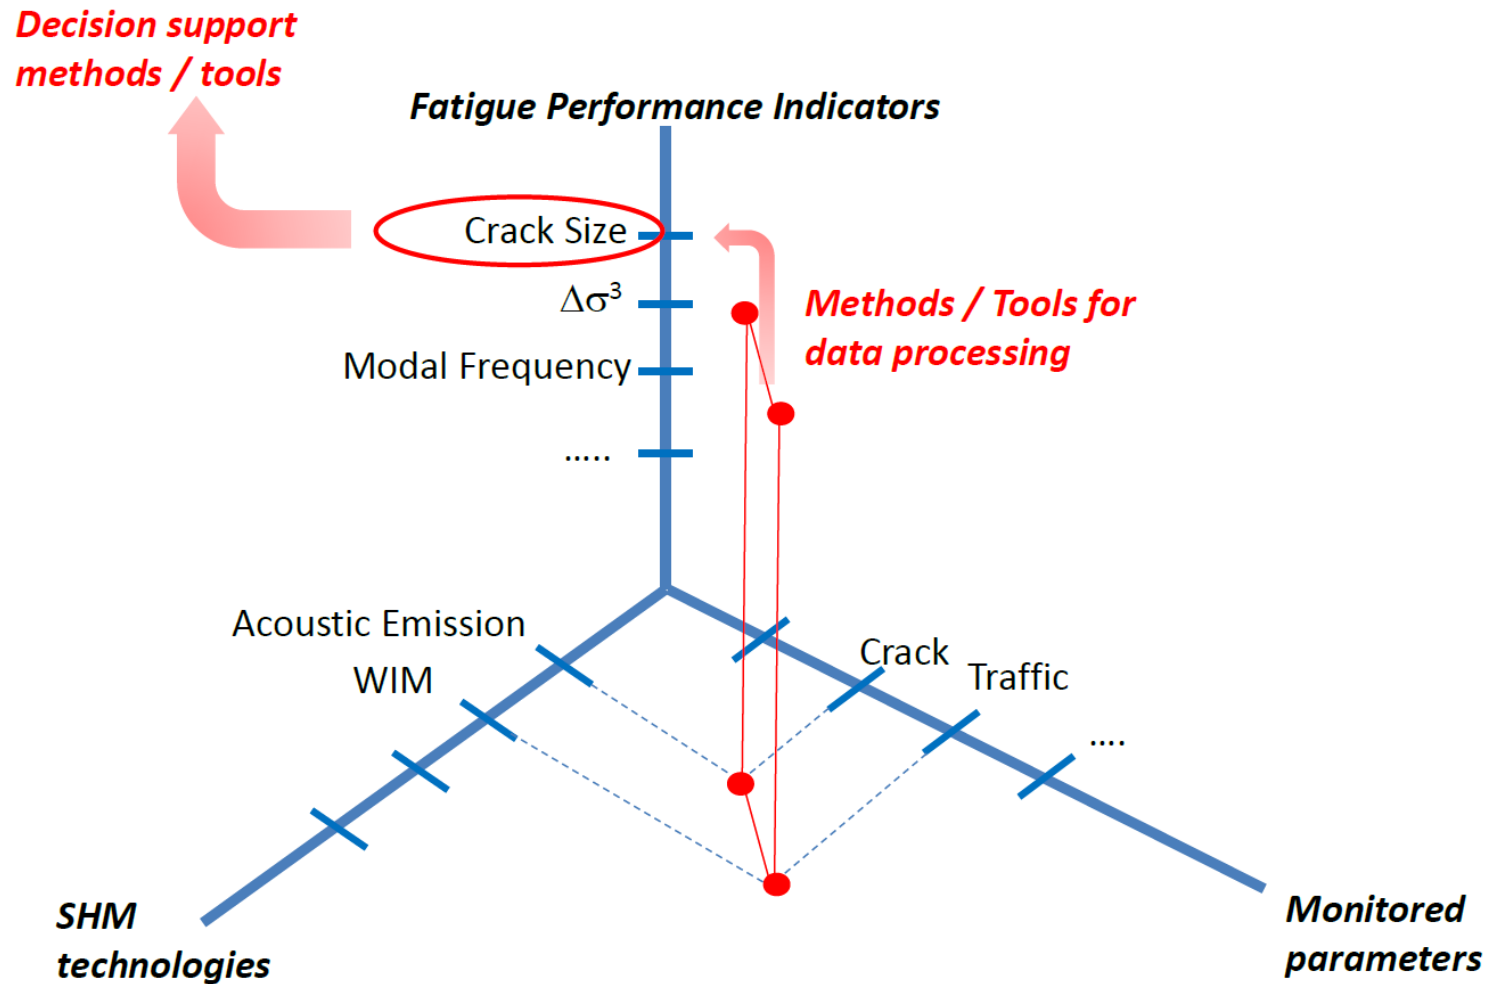 Decision support
methods / tools
Fatigue Performance Indicators
Crack Size
Δσ³
Methods / Tools for
data processing
Modal Frequency
.....
Acoustic Emission
WIM
Crack
Traffic
....
SHM
technologies
Monitored
parameters